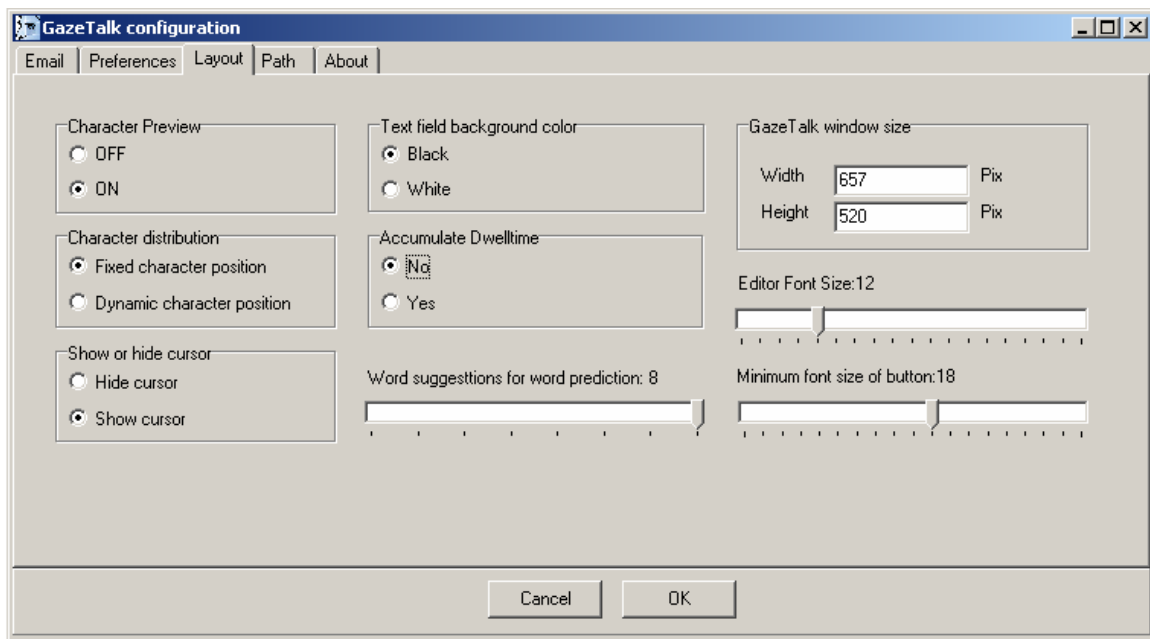 GazeTalk configuration
Email Preferences Layout Path About
Character Preview
OFF
ON
Character distribution
Fixed character position
Dynamic character position
Show or hide cursor
Hide cursor
Show cursor
Text field background color
Black
White
Accumulate Dwelltime
No
Yes
Word suggesttions for word prediction: 8
GazeTalk window size
Width 657 Pix
Height 520 Pix
Editor Font Size:12
Minimum font size of button:18
Cancel OK